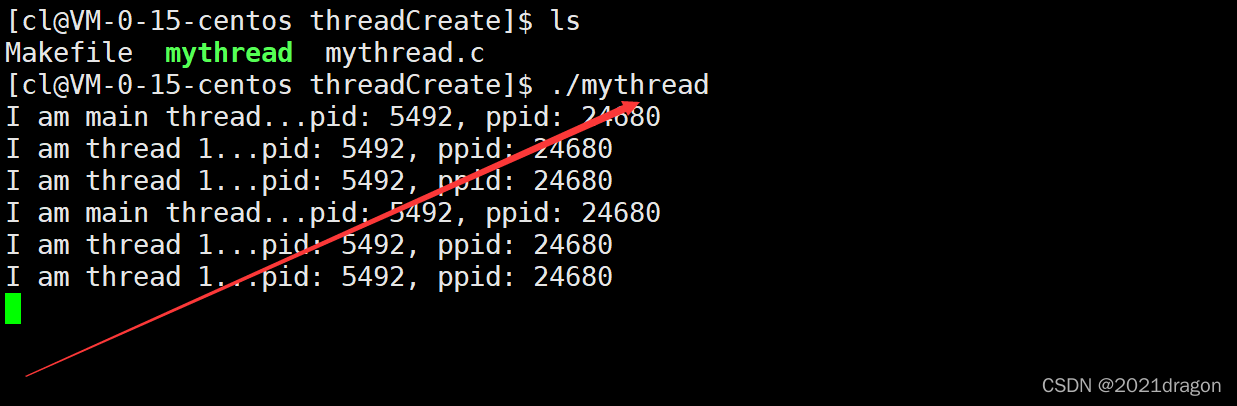 [cl@VM-0-15-centos threadCreate]$ ls
Makefile  mythread  mythread.c
[cl@VM-0-15-centos threadCreate]$ ./mythread
I am main thread...pid: 5492, ppid: 24680
I am thread 1...pid: 5492, ppid: 24680
I am thread 1...pid: 5492, ppid: 24680
I am main thread...pid: 5492, ppid: 24680
I am thread 1...pid: 5492, ppid: 24680
I am thread 1...pid: 5492, ppid: 24680
CSDN @2021dragon